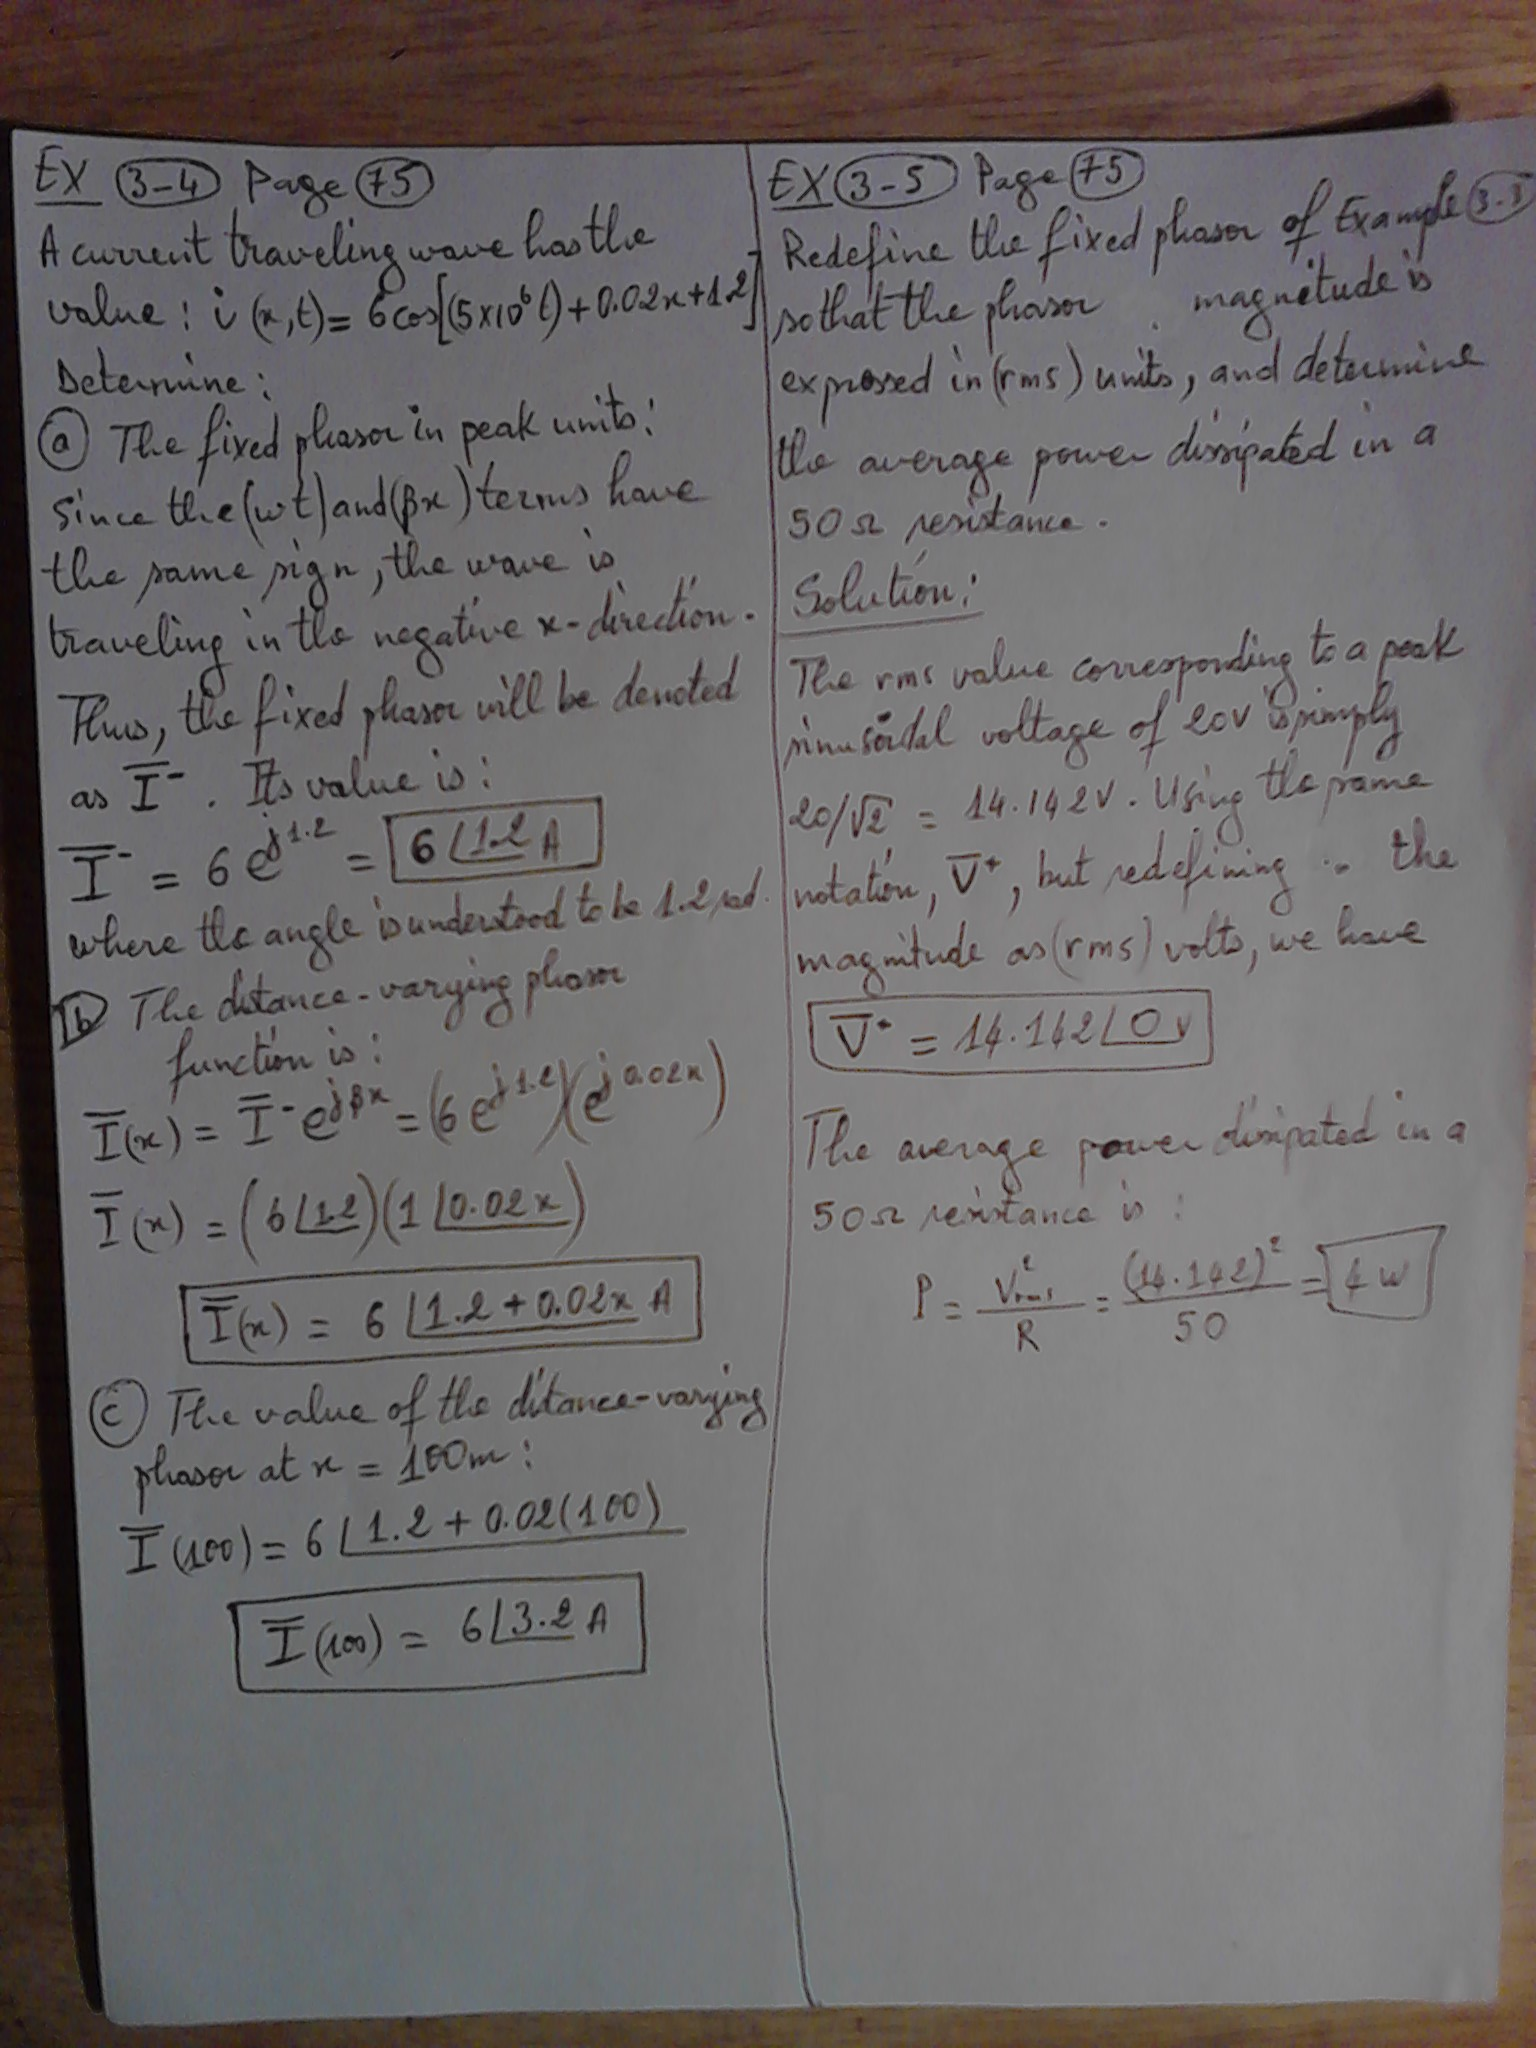 EX 3-4 Page 75
A current traveling wave has the
value : i (x,t) = 6 cos[(5×10⁶t)+0.02x+1.2]
Determine :
a The fixed phasor in peak units :
Since the (ωt) and (βx) terms have
the same sign, the wave is
traveling in the negative x-direction.
Thus, the fixed phasor will be denoted
as I̅⁻. Its value is :
I̅⁻ = 6 e^j1.2 = 6∠1.2 A
where the angle is understood to be 1.2 rad.
b The distance-varying phasor
function is :
I̅(x) = I̅⁻ e^jβx = (6 e^j1.2)(e^j0.02x)
I̅(x) = (6∠1.2)(1∠0.02x)
I̅(x) = 6∠1.2+0.02x A
c The value of the distance-varying
phasor at x = 100m :
I̅(100) = 6∠1.2+0.02(100)
I̅(100) = 6∠3.2 A
EX 3-5 Page 75
Redefine the fixed phasor of Example 3-3
so that the phasor magnitude is
expressed in (rms) units, and determine
the average power dissipated in a
50Ω resistance.
Solution :
The rms value corresponding to a peak
sinusoidal voltage of 20V is simply
20/√2 = 14.142V. Using the same
notation, V̅⁺, but redefining the
magnitude as (rms) volts, we have
V̅⁺ = 14.142∠0 V
The average power dissipated in a
50Ω resistance is :
P = V²rms/R = (14.142)²/50 = 4 W